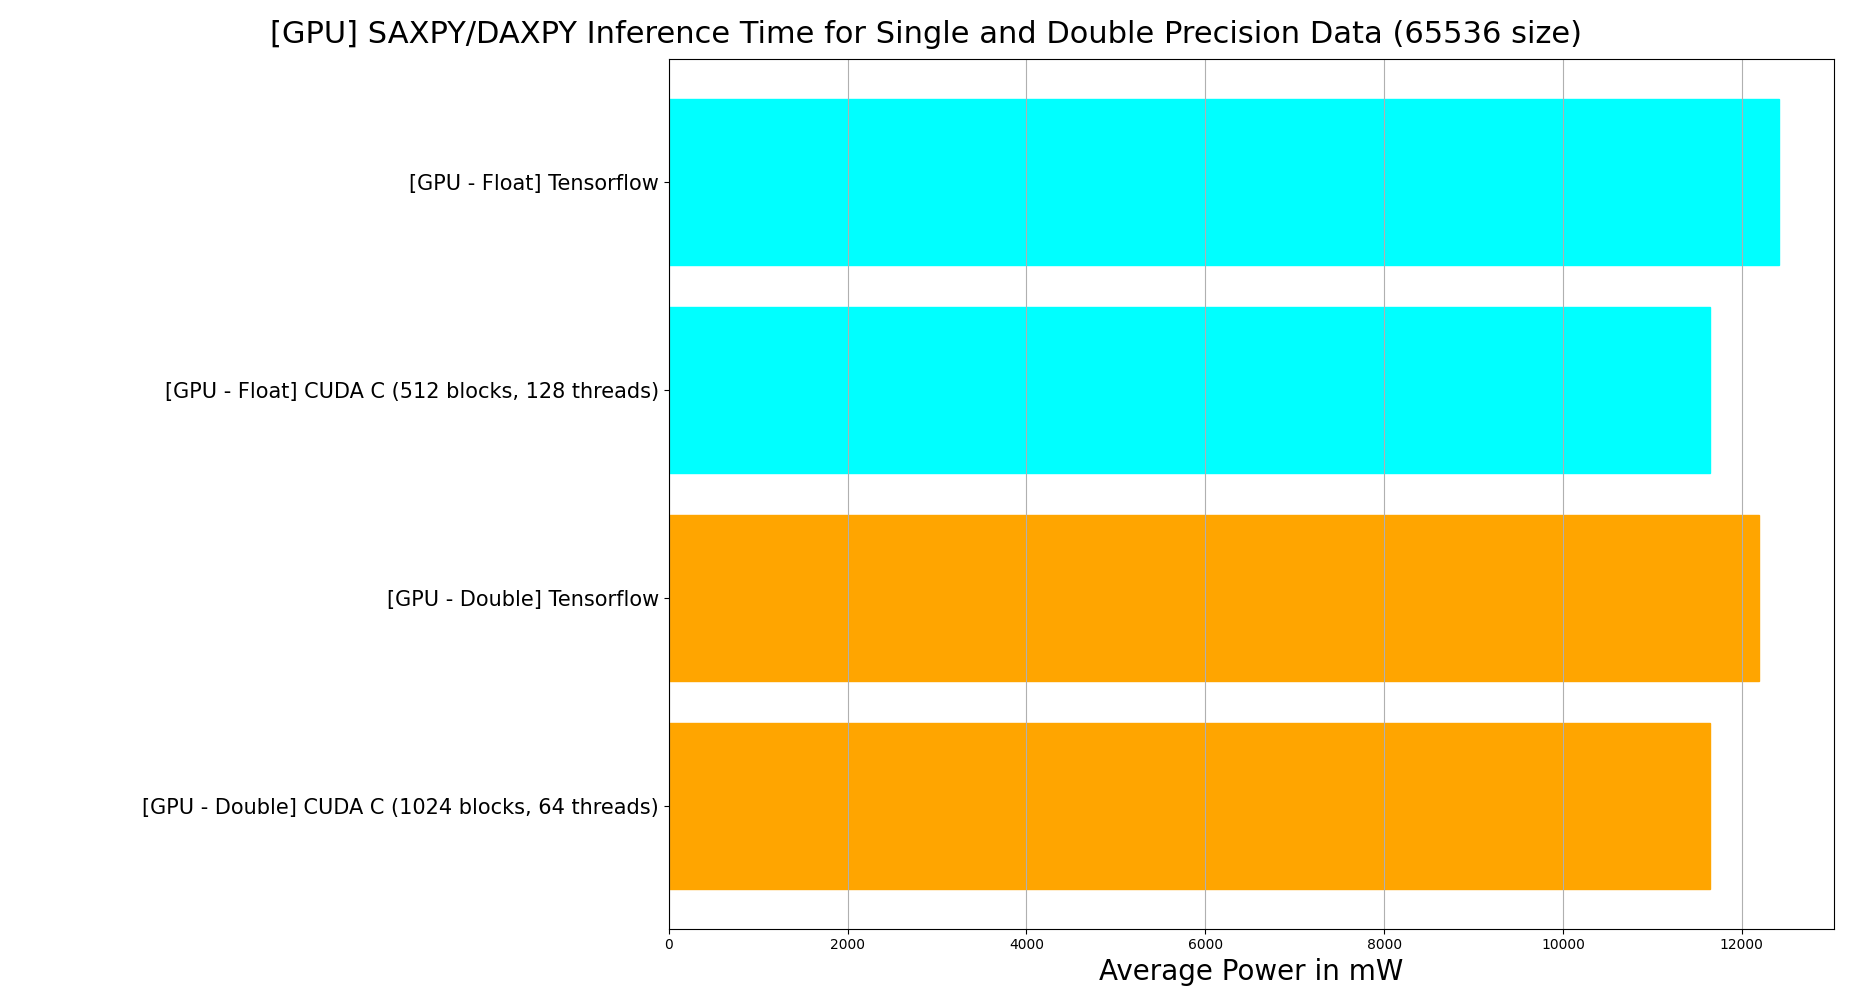 [GPU] SAXPY/DAXPY Inference Time for Single and Double Precision Data (65536 size)
[GPU - Float] Tensorflow
[GPU - Float] CUDA C (512 blocks, 128 threads)
[GPU - Double] Tensorflow
[GPU - Double] CUDA C (1024 blocks, 64 threads)
0 2000 4000 6000 8000 10000 12000
Average Power in mW